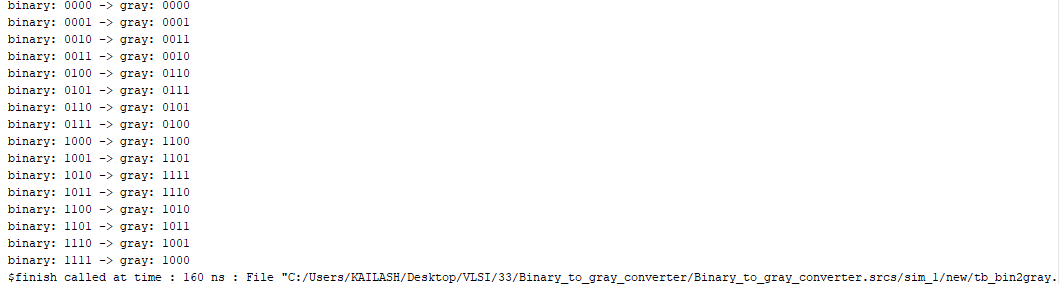 binary: 0000 -> gray: 0000
binary: 0001 -> gray: 0001
binary: 0010 -> gray: 0011
binary: 0011 -> gray: 0010
binary: 0100 -> gray: 0110
binary: 0101 -> gray: 0111
binary: 0110 -> gray: 0101
binary: 0111 -> gray: 0100
binary: 1000 -> gray: 1100
binary: 1001 -> gray: 1101
binary: 1010 -> gray: 1111
binary: 1011 -> gray: 1110
binary: 1100 -> gray: 1010
binary: 1101 -> gray: 1011
binary: 1110 -> gray: 1001
binary: 1111 -> gray: 1000
$finish called at time : 160 ns : File "C:/Users/KAILASH/Desktop/VLSI/33/Binary_to_gray_converter/Binary_to_gray_converter.srcs/sim_1/new/tb_bin2gray.